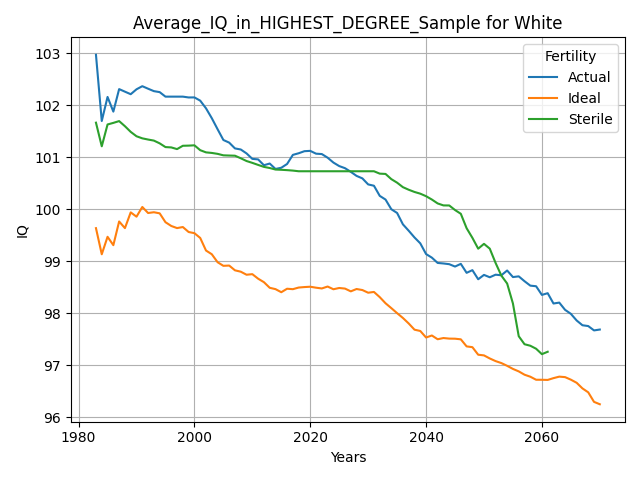 Average_IQ_in_HIGHEST_DEGREE_Sample for White
Fertility
Actual
Ideal
Sterile
IQ
103
102
101
100
99
98
97
96
1980
2000
2020
2040
2060
Years